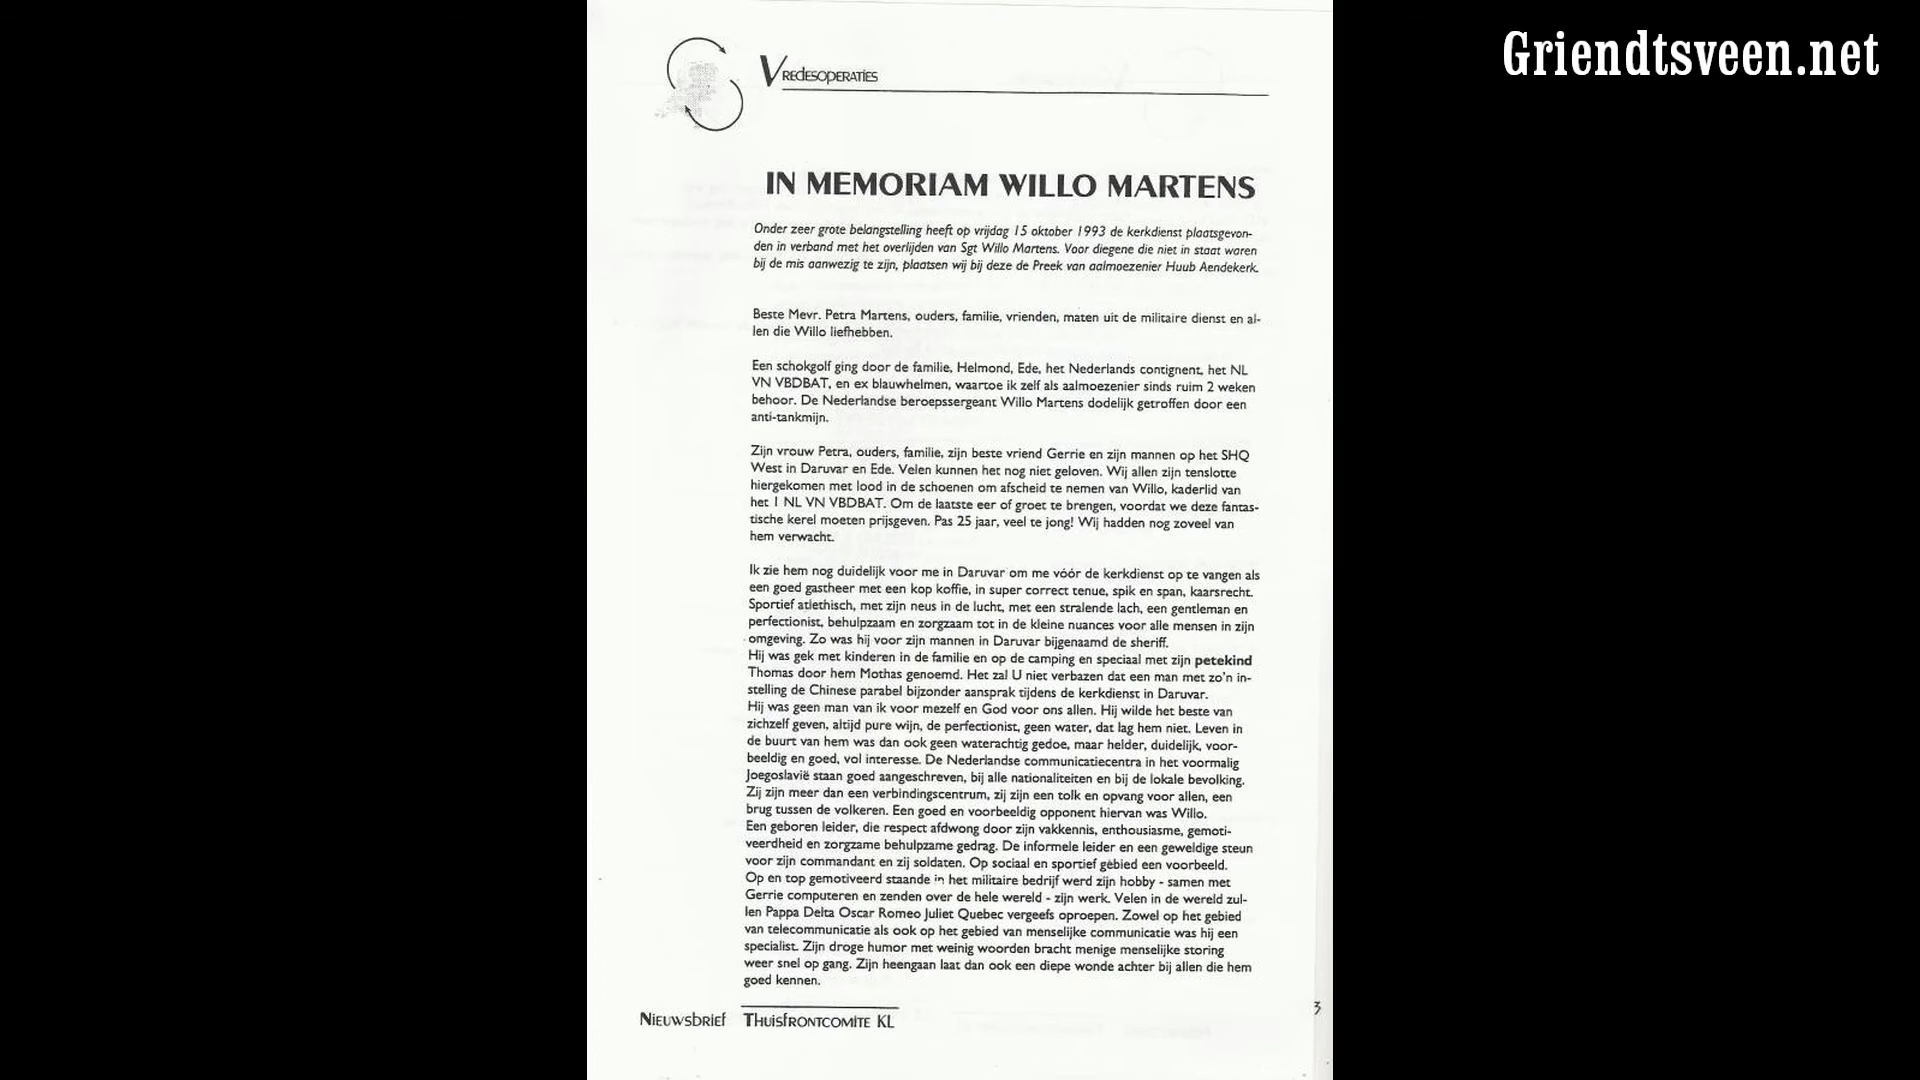 Griendtsveen.net
Vredesoperaties
IN MEMORIAM WILLO MARTENS
Onder zeer grote belangstelling heeft op vrijdag 15 oktober 1993 de kerkdienst plaatsgevon-
den in verband met het overlijden van Sgt Willo Martens. Voor diegene die niet in staat waren
bij de mis aanwezig te zijn, plaatsen wij bij deze de Preek van aalmoezenier Huub Aendekerk.
Beste Mevr. Petra Martens, ouders, familie, vrienden, maten uit de militaire dienst en al-
len die Willo liefhebben.
Een schokgolf ging door de familie, Helmond, Ede, het Nederlands contignent, het NL
VN VBDBAT, en ex blauwhelmen, waartoe ik zelf als aalmoezenier sinds ruim 2 weken
behoor. De Nederlandse beroepssergeant Willo Martens dodelijk getroffen door een
anti-tankmijn.
Zijn vrouw Petra, ouders, familie, zijn beste vriend Gerrie en zijn mannen op het SHQ
West in Daruvar en Ede. Velen kunnen het nog niet geloven. Wij allen zijn tenslotte
hiergekomen met lood in de schoenen om afscheid te nemen van Willo, kaderlid van
het 1 NL VN VBDBAT. Om de laatste eer of groet te brengen, voordat we deze fantas-
tische kerel moeten prijsgeven. Pas 25 jaar, veel te jong! Wij hadden nog zoveel van
hem verwacht.
Ik zie hem nog duidelijk voor me in Daruvar om me vóór de kerkdienst op te vangen als
een goed gastheer met een kop koffie, in super correct tenue, spik en span, kaarsrecht.
Sportief atlethisch, met zijn neus in de lucht, met een stralende lach, een gentleman en
perfectionist, behulpzaam en zorgzaam tot in de kleine nuances voor alle mensen in zijn
omgeving. Zo was hij voor zijn mannen in Daruvar bijgenaamd de sheriff.
Hij was gek met kinderen in de familie en op de camping en speciaal met zijn petekind
Thomas door hem Mothas genoemd. Het zal U niet verbazen dat een man met zo'n in-
stelling de Chinese parabel bijzonder aansprak tijdens de kerkdienst in Daruvar.
Hij was geen man van ik voor mezelf en God voor ons allen. Hij wilde het beste van
zichzelf geven, altijd pure wijn, de perfectionist, geen water, dat lag hem niet. Leven in
de buurt van hem was dan ook geen waterachtig gedoe, maar helder, duidelijk, voor-
beeldig en goed, vol interesse. De Nederlandse communicatiecentra in het voormalig
Joegoslavië staan goed aangeschreven, bij alle nationaliteiten en bij de lokale bevolking.
Zij zijn meer dan een verbindingscentrum, zij zijn een tolk en opvang voor allen, een
brug tussen de volkeren. Een goed en voorbeeldig opponent hiervan was Willo.
Een geboren leider, die respect afdwong door zijn vakkennis, enthousiasme, gemoti-
veerdheid en zorgzame behulpzame gedrag. De informele leider en een geweldige steun
voor zijn commandant en zij soldaten. Op sociaal en sportief gebied een voorbeeld.
Op en top gemotiveerd staande in het militaire bedrijf werd zijn hobby - samen met
Gerrie computeren en zenden over de hele wereld - zijn werk. Velen in de wereld zul-
len Pappa Delta Oscar Romeo Juliet Quebec vergeefs oproepen. Zowel op het gebied
van telecommunicatie als ook op het gebied van menselijke communicatie was hij een
specialist. Zijn droge humor met weinig woorden bracht menige menselijke storing
weer snel op gang. Zijn heengaan laat dan ook een diepe wonde achter bij allen die hem
goed kennen.
3
Nieuwsbrief Thuisfrontcomite KL